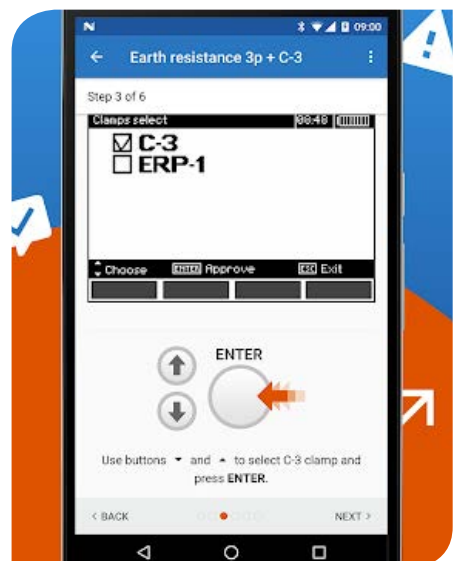 N 09:00
Earth resistance 3p + C-3
Step 3 of 6
Clamps select 08:48
C-3
ERP-1
Choose ENTER Approve ESC Exit
ENTER
Use buttons and to select C-3 clamp and
press ENTER.
< BACK NEXT >